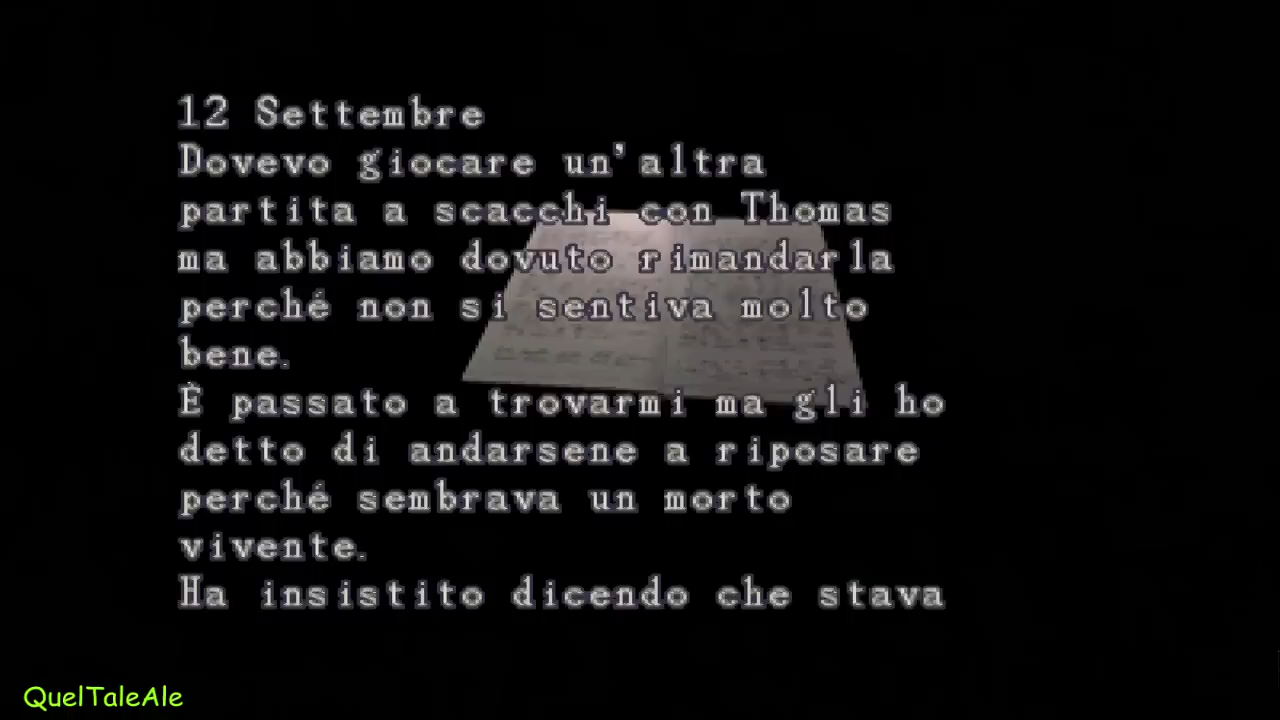 12 Settembre
Dovevo giocare un'altra
partita a scacchi con Thomas
ma abbiamo dovuto rimandarla
perché non si sentiva molto
bene.
È passato a trovarmi ma gli ho
detto di andarsene a riposare
perché sembrava un morto
vivente.
Ha insistito dicendo che stava
QuelTaleAle